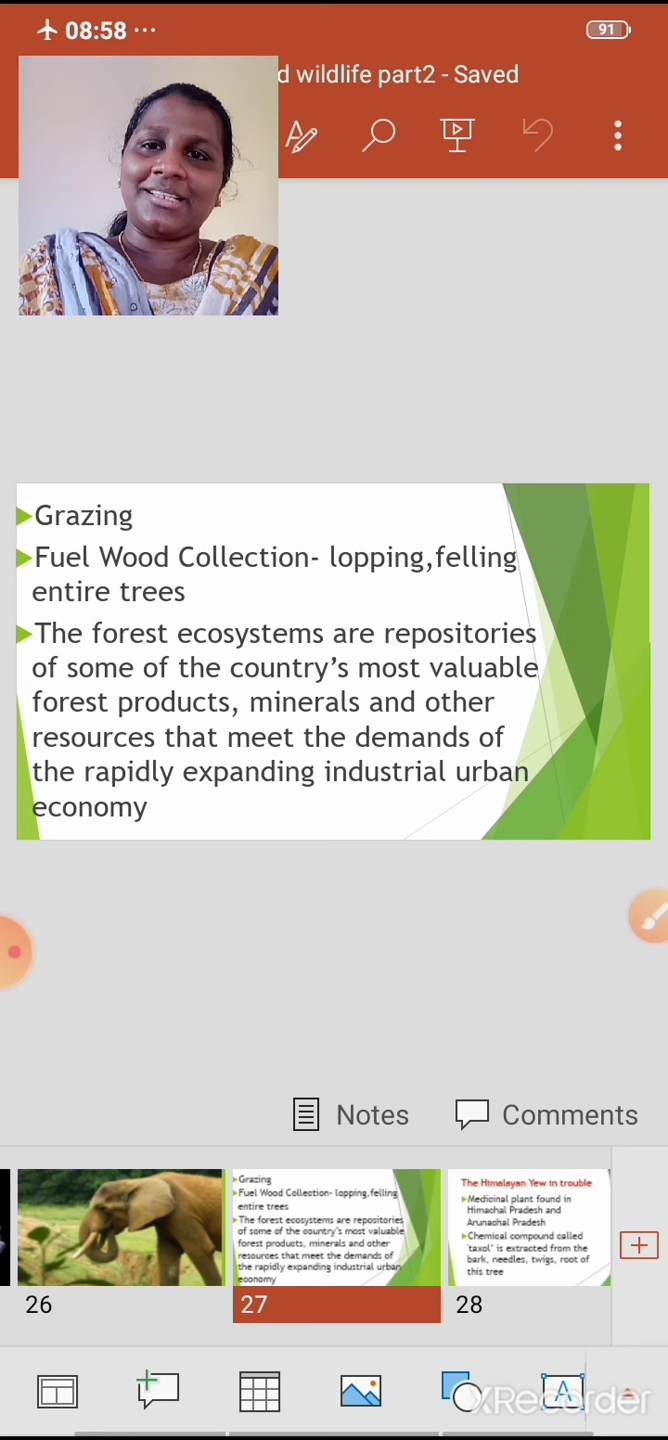 08:58 ...
91
d wildlife part2 - Saved
Grazing
Fuel Wood Collection- lopping,felling
entire trees
The forest ecosystems are repositories
of some of the country’s most valuable
forest products, minerals and other
resources that meet the demands of
the rapidly expanding industrial urban
economy
Notes
Comments
Grazing
Fuel Wood Collection- lopping,felling
entire trees
The forest ecosystems are repositories
of some of the country’s most valuable
forest products, minerals and other
resources that meet the demands of
the rapidly expanding industrial urban
economy
The Himalayan Yew in trouble
Medicinal plant found in
Himachal Pradesh and
Arunachal Pradesh
Chemical compound called
‘taxol’ is extracted from the
bark, needles, twigs, root of
this tree
26
27
28
A
XRecorder